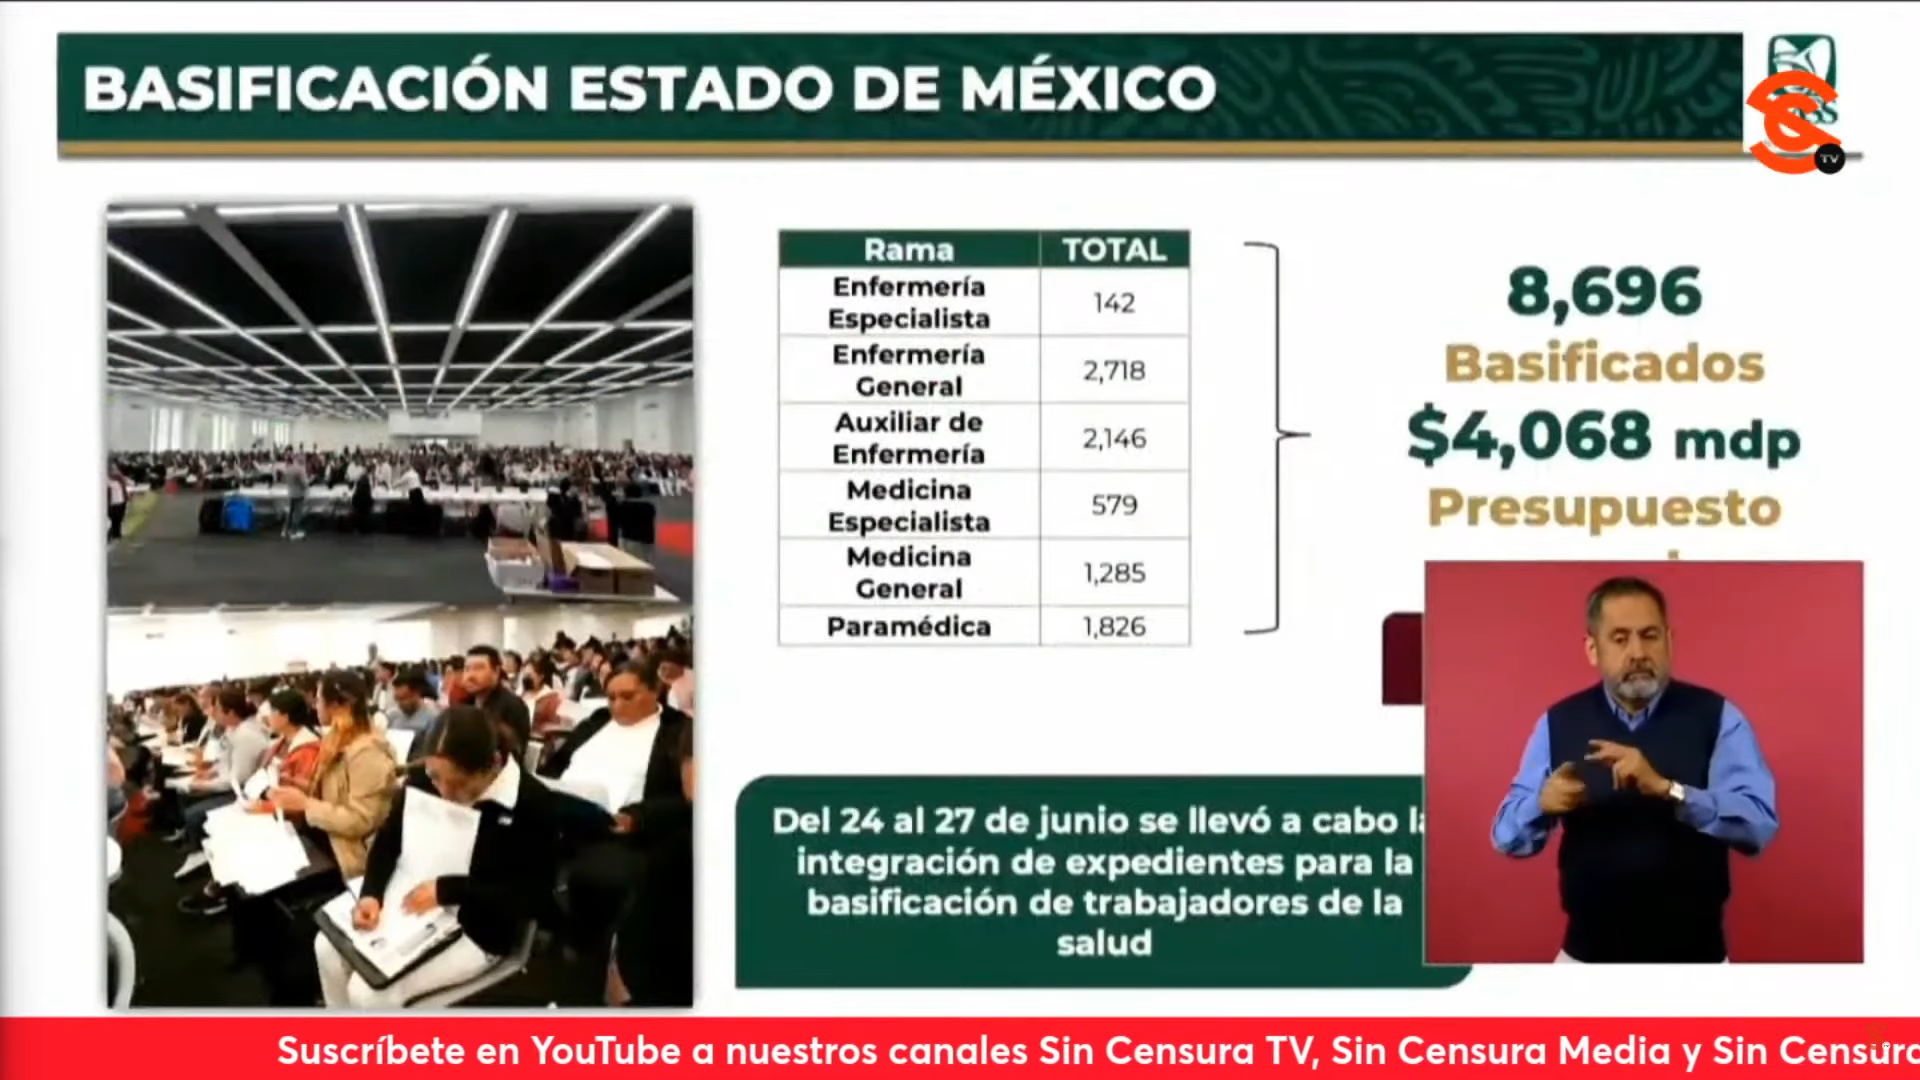 BASIFICACIÓN ESTADO DE MÉXICO
TV
Rama TOTAL
Enfermería
Especialista
142
Enfermería
General
2,718
Auxiliar de
Enfermería
2,146
Medicina
Especialista
579
Medicina
General
1,285
Paramédica 1,826
8,696
Basificados
$4,068 mdp
Presupuesto
Del 24 al 27 de junio se llevó a cabo
integración de expedientes para la
basificación de trabajadores de la
salud
Suscríbete en YouTube a nuestros canales Sin Censura TV, Sin Censura Media y Sin Censura